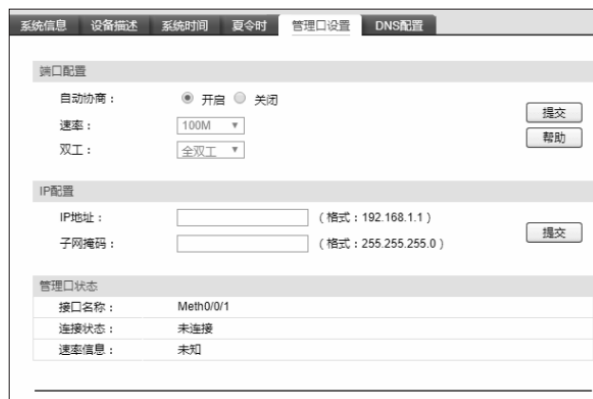 系统信息 设备描述 系统时间 夏令时 管理口设置 DNS配置
端口配置
自动协商： 开启 关闭
提交
速率： 100M
帮助
双工： 全双工
IP配置
IP地址： (格式：192.168.1.1)
子网掩码： (格式：255.255.255.0)
提交
管理口状态
接口名称： Meth0/0/1
连接状态： 未连接
速率信息： 未知